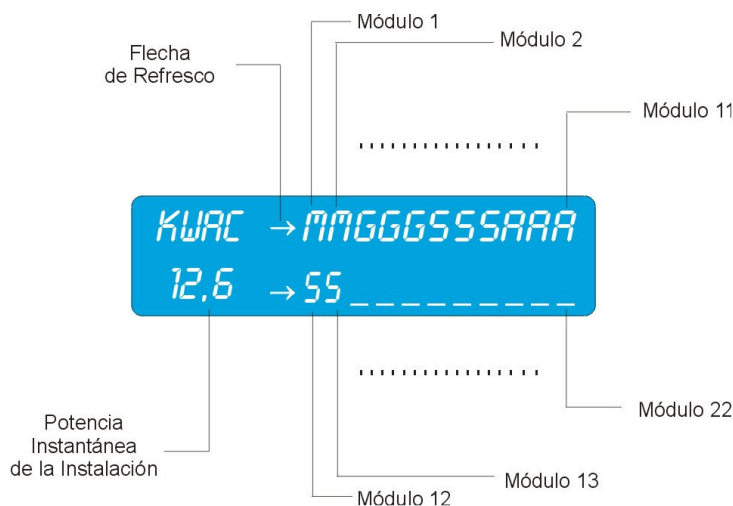 Módulo 1
Módulo 2
Flecha
de Refresco
Módulo 11
................
KWAC →MMGGGSSSAAA
12,6 →SS_________
................
Módulo 22
Potencia
Instantánea
de la Instalación
Módulo 13
Módulo 12